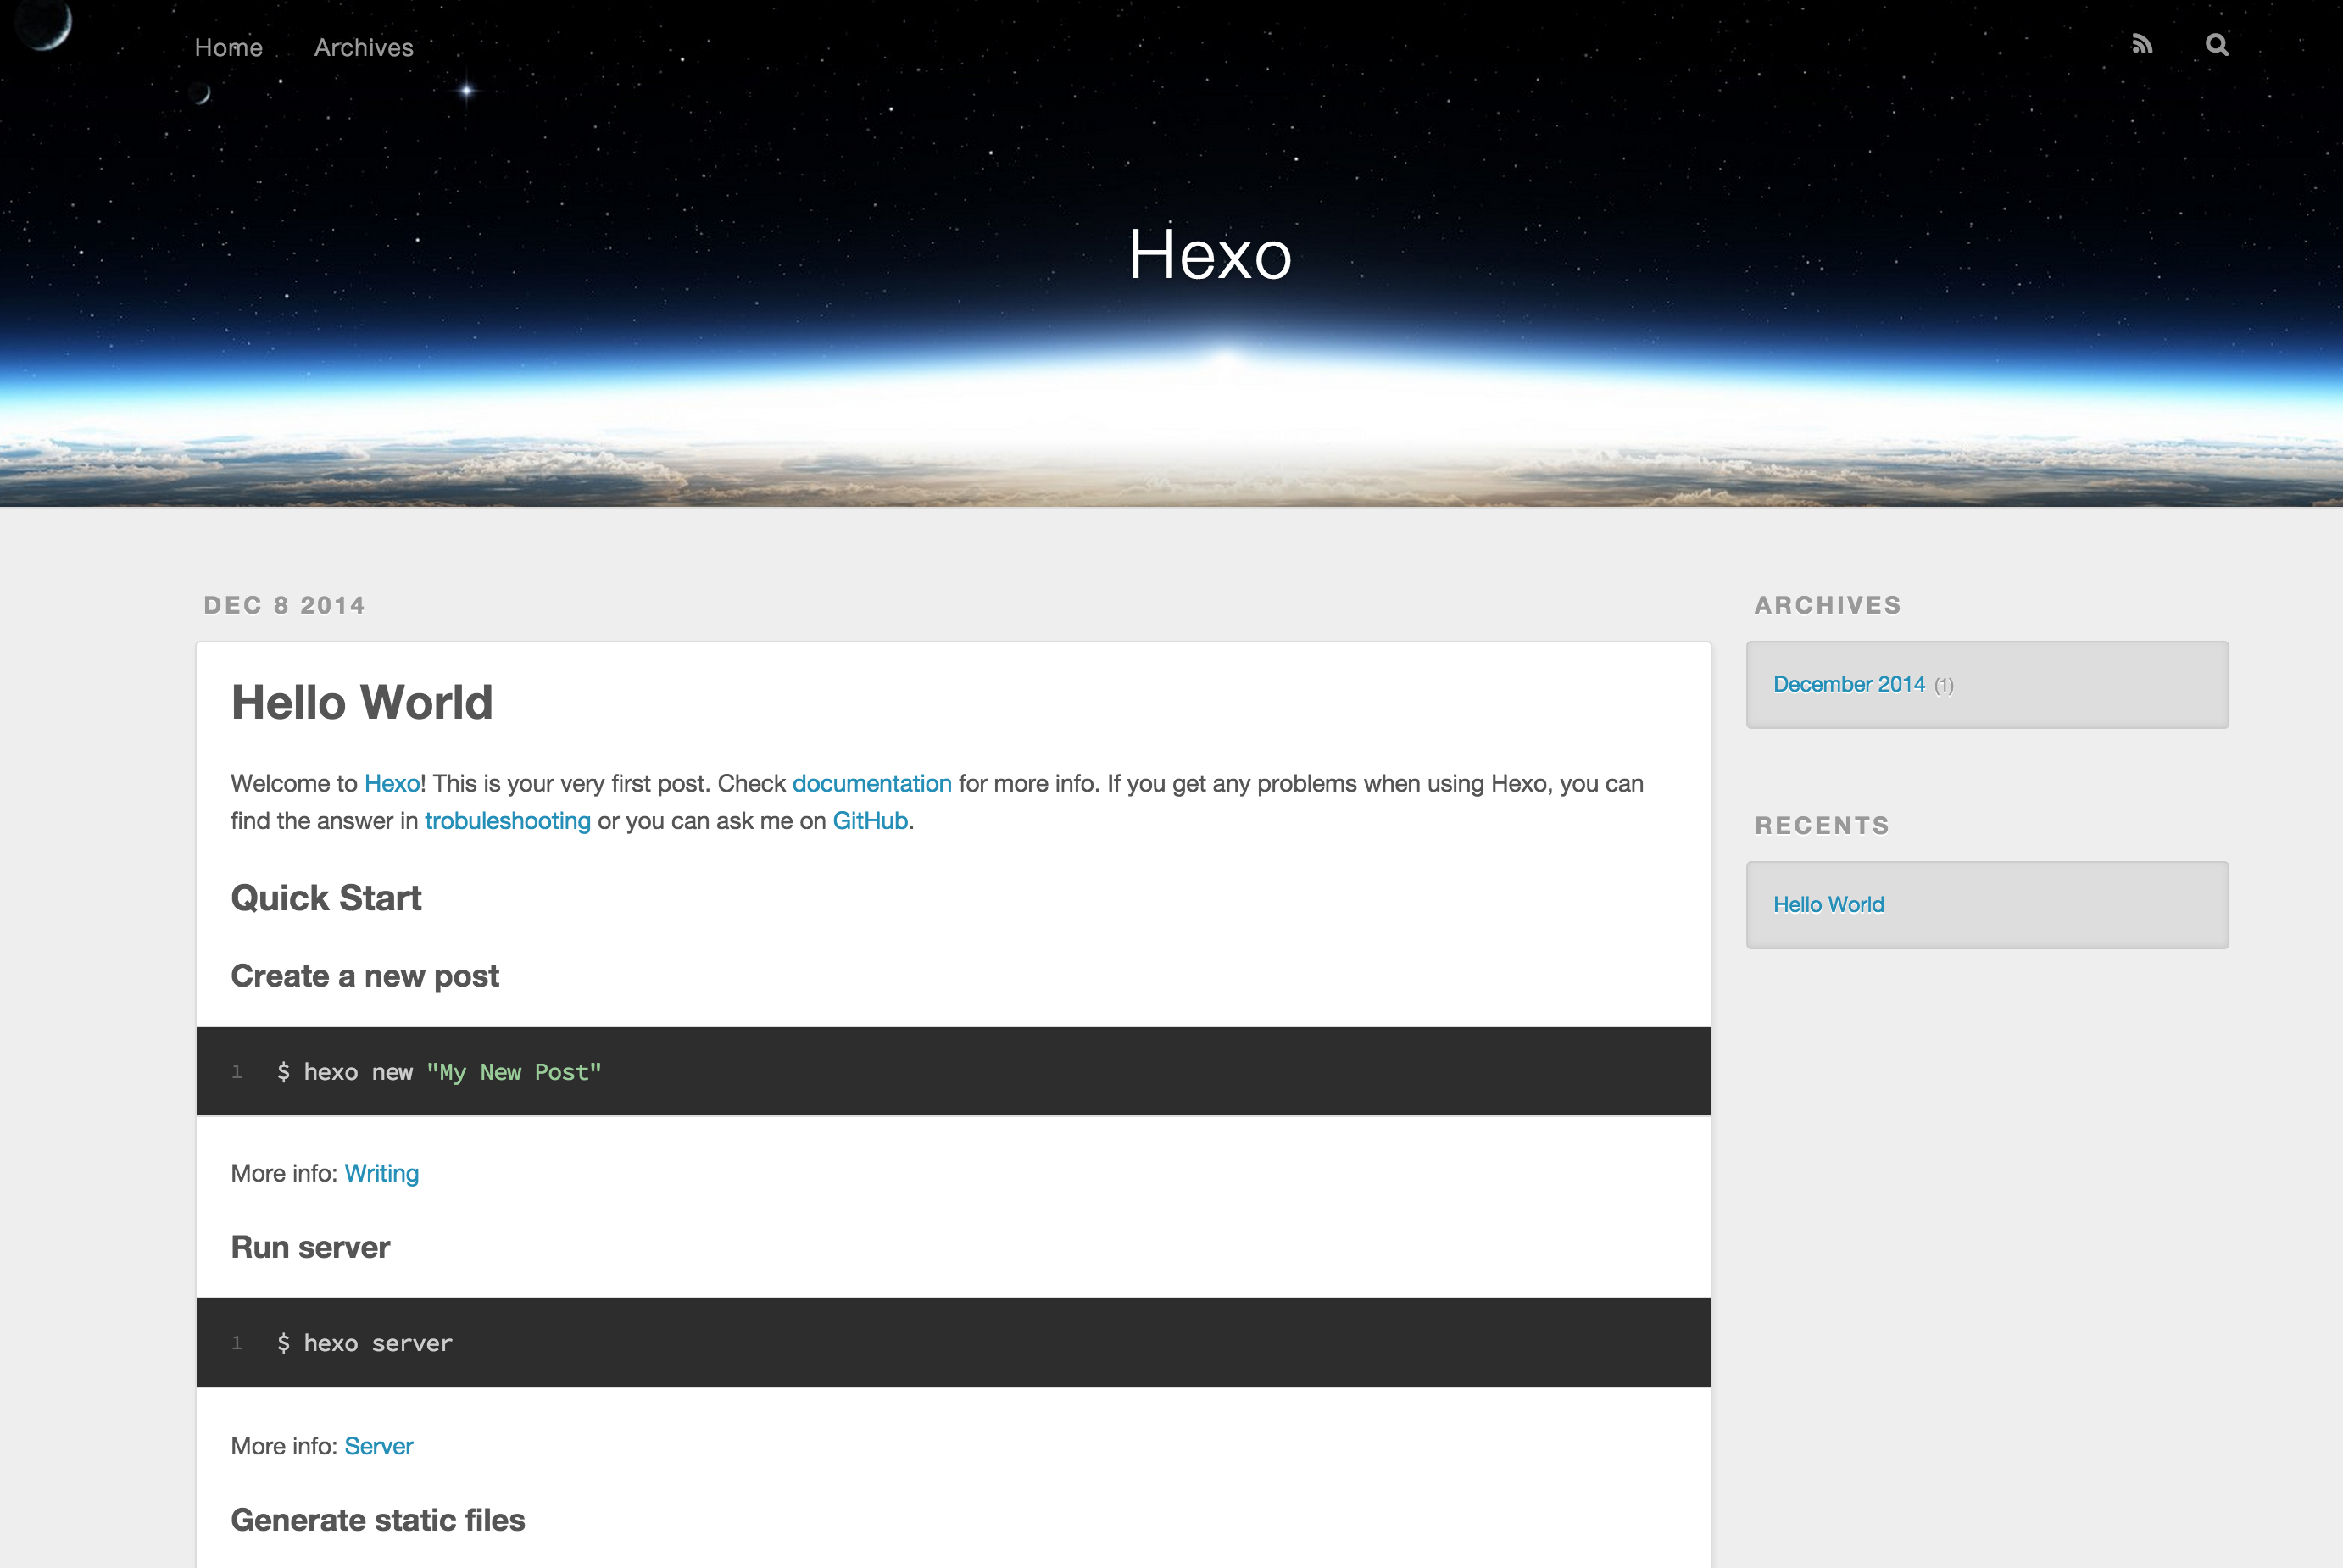 Home Archives
Hexo
DEC 8 2014
Hello World
Welcome to Hexo! This is your very first post. Check documentation for more info. If you get any problems when using Hexo, you can
find the answer in trobuleshooting or you can ask me on GitHub.
Quick Start
Create a new post
1 $ hexo new "My New Post"
More info: Writing
Run server
1 $ hexo server
More info: Server
Generate static files
ARCHIVES
December 2014 (1)
RECENTS
Hello World